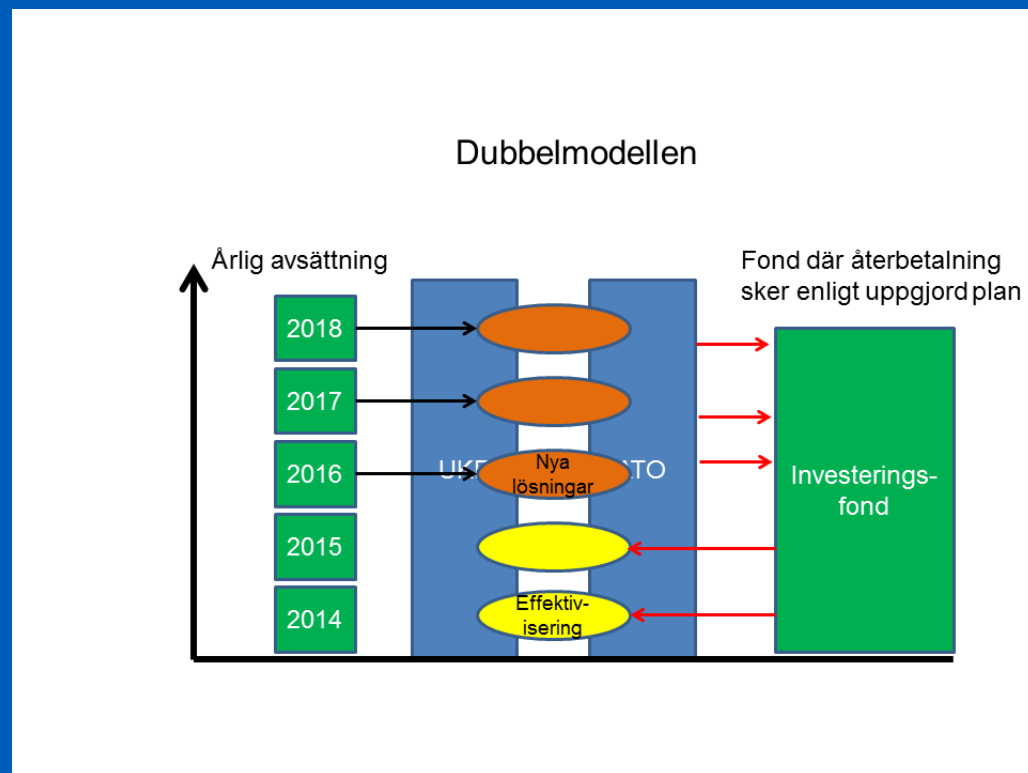 Dubbelmodellen
Årlig avsättning
Fond där återbetalning
sker enligt uppgjord plan
2018
2017
2016
2015
2014
Nya
lösningar
Effektiv-
isering
Investerings-
fond